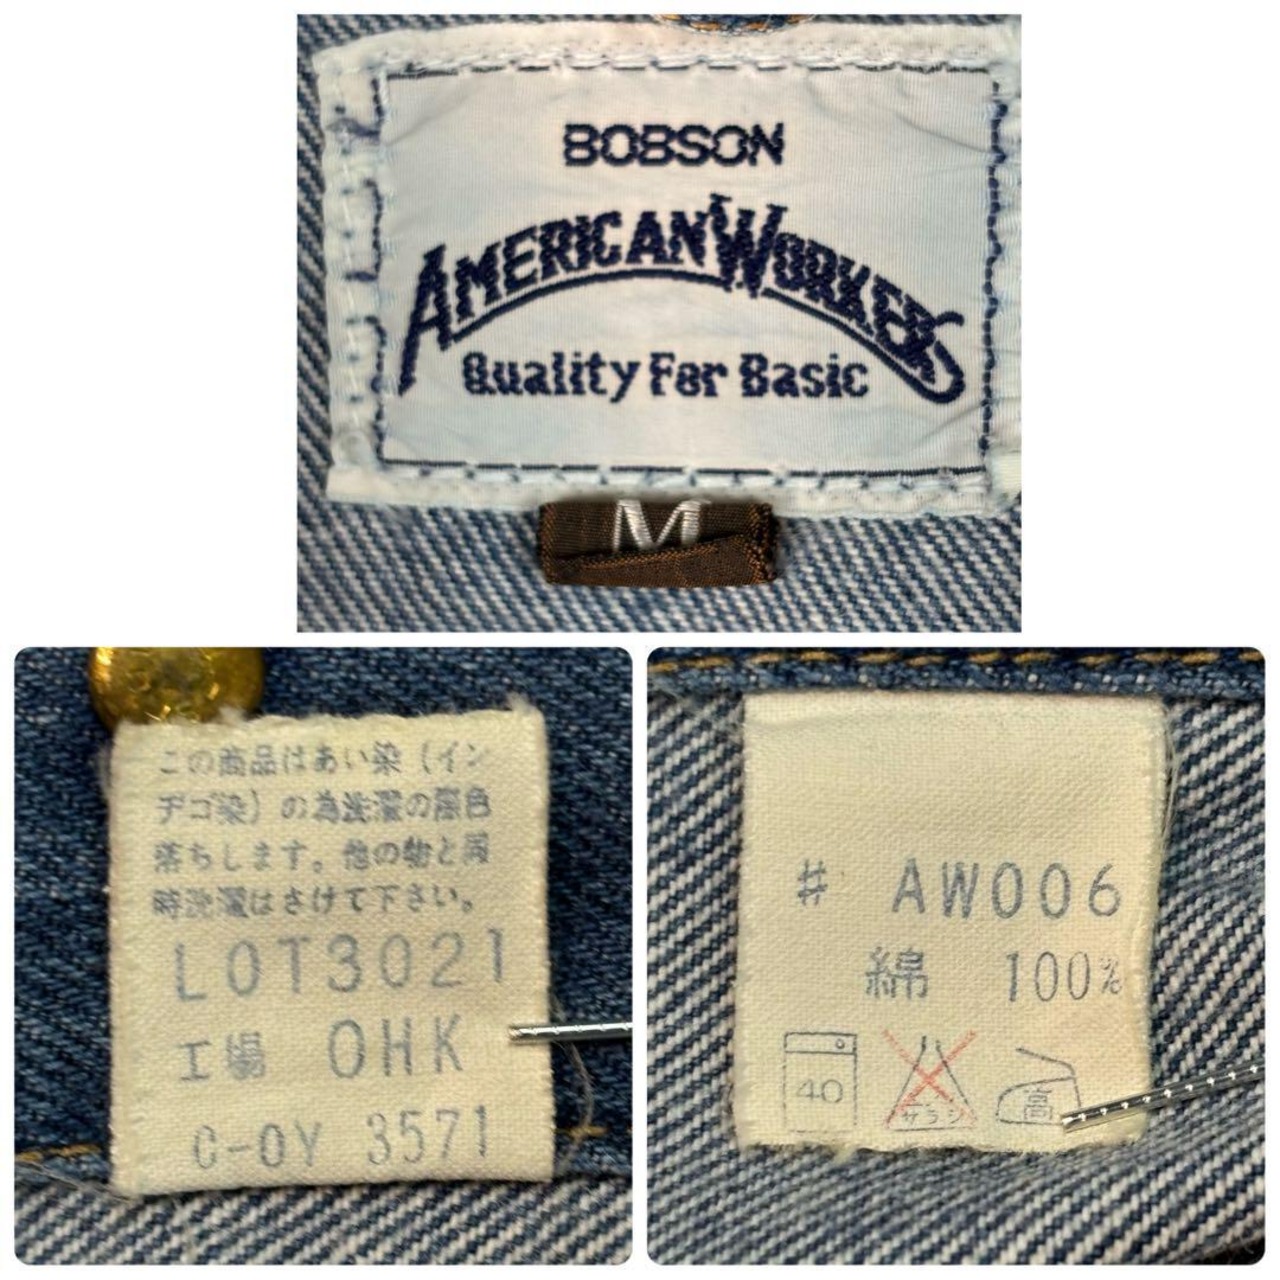 BOBSON
AMERICAN WORKER
Quality For Basic
M
この商品はあい染（イン
ヂゴ染）の為洗濯の際色
落ちします。他の物と同
時洗濯はさけて下さい。
LOT3021
工場 OHK
C-OY 3571
# AW006
綿 100%
40
サラシ
高